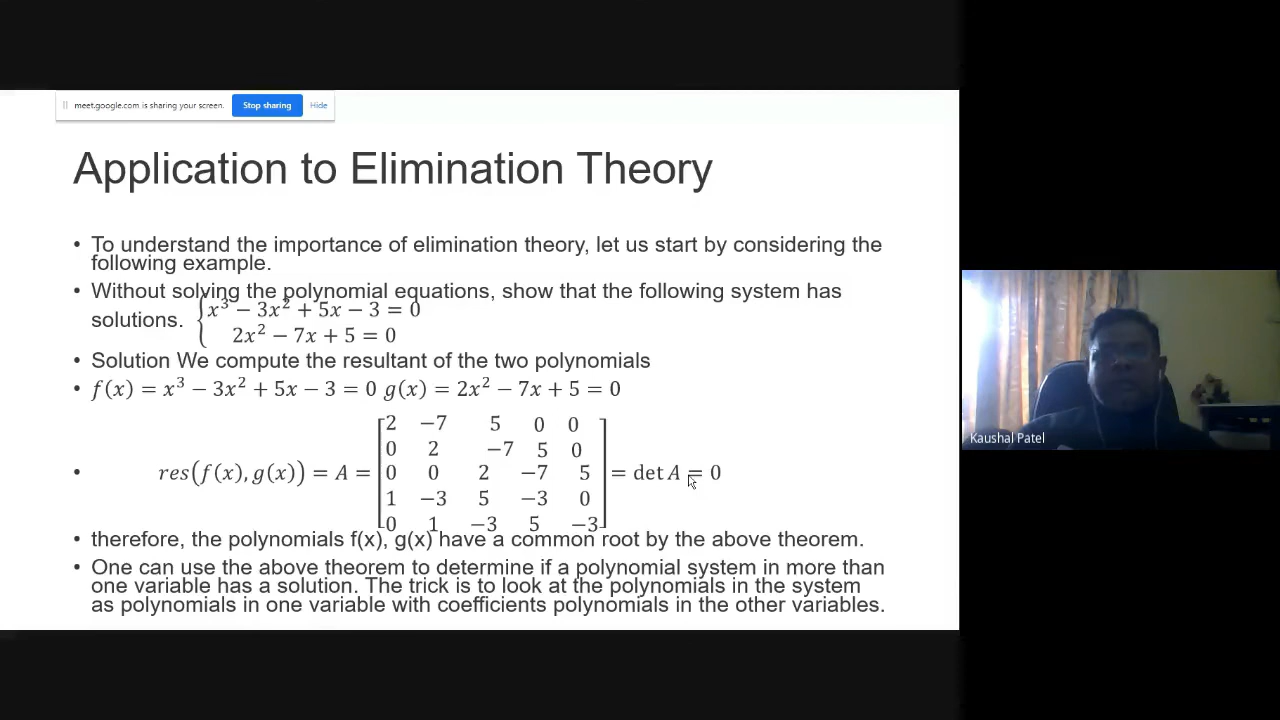 meet.google.com is sharing your screen. Stop sharing Hide
Application to Elimination Theory
• To understand the importance of elimination theory, let us start by considering the
following example.
• Without solving the polynomial equations, show that the following system has
solutions. { x³ − 3x² + 5x − 3 = 0
2x² − 7x + 5 = 0
• Solution We compute the resultant of the two polynomials
• f(x) = x³ − 3x² + 5x − 3 = 0 g(x) = 2x² − 7x + 5 = 0
2 −7 5 0 0
0 2 −7 5 0
• res(f(x), g(x)) = A = [0 0 2 −7 5] = det A = 0
1 −3 5 −3 0
0 1 −3 5 −3
• therefore, the polynomials f(x), g(x) have a common root by the above theorem.
• One can use the above theorem to determine if a polynomial system in more than
one variable has a solution. The trick is to look at the polynomials in the system
as polynomials in one variable with coefficients polynomials in the other variables.
Kaushal Patel